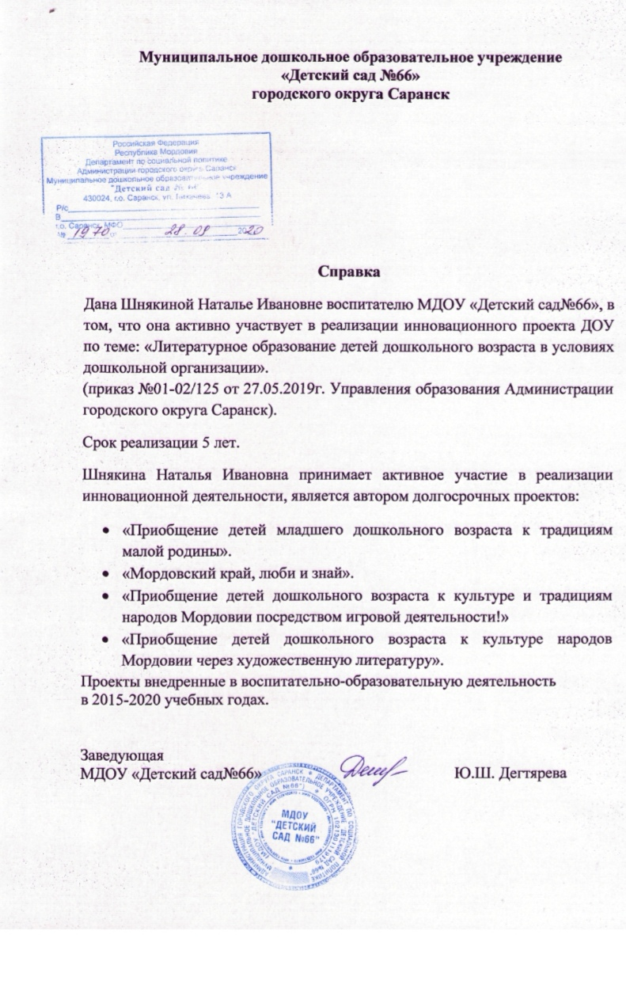 Муниципальное дошкольное образовательное учреждение
«Детский сад №66»
городского округа Саранск
Российская Федерация
Республика Мордовия
Департамент по социальной политике
Администрации городского округа Саранск
Муниципальное дошкольное образовательное учреждение
"Детский сад №
430024, г.о. Саранск, ул.
Р/с
В
г.о. Саранск, МФО
№ 1970 от 28.09 2020
Справка
Дана Шнякиной Наталье Ивановне воспитателю МДОУ «Детский сад№66», в
том, что она активно участвует в реализации инновационного проекта ДОУ
по теме: «Литературное образование детей дошкольного возраста в условиях
дошкольной организации».
(приказ №01-02/125 от 27.05.2019г. Управления образования Администрации
городского округа Саранск).
Срок реализации 5 лет.
Шнякина Наталья Ивановна принимает активное участие в реализации
инновационной деятельности, является автором долгосрочных проектов:
• «Приобщение детей младшего дошкольного возраста к традициям
малой родины».
• «Мордовский край, люби и знай».
• «Приобщение детей дошкольного возраста к культуре и традициям
народов Мордовии посредством игровой деятельности!»
• «Приобщение детей дошкольного возраста к культуре народов
Мордовии через художественную литературу».
Проекты внедренные в воспитательно-образовательную деятельность
в 2015-2020 учебных годах.
Заведующая
МДОУ «Детский сад№66»
Ю.Ш. Дегтярева
МДОУ
"ДЕТСКИЙ
САД №66"